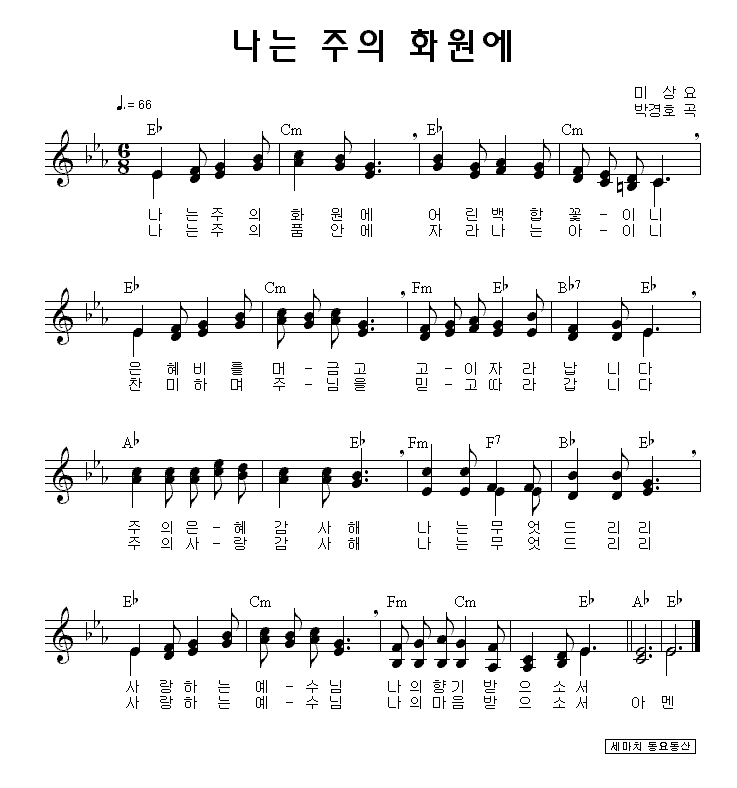 나는 주의 화원에
미 상 요
박경호 곡
♩. = 66
E♭ Cm E♭ Cm
6
8
나 는 주 의 화 원 에 어 린 백 합 꽃 - 이 니
나 는 주 의 품 안 에 자 라 나 는 아 - 이 니
E♭ Cm Fm E♭ B♭7 E♭
은 혜 비 를 머 - 금 고 고 - 이 자 라 납 니 다
찬 미 하 며 주 - 님 을 믿 - 고 따 라 갑 니 다
A♭ E♭ Fm F7 B♭ E♭
주 의 은 - 혜 감 사 해 나 는 무 엇 드 리 리
주 의 사 - 랑 감 사 해 나 는 무 엇 드 리 리
E♭ Cm Fm Cm E♭ A♭ E♭
사 랑 하 는 예 - 수 님 나 의 향 기 받 으 소 서
사 랑 하 는 예 - 수 님 나 의 마 음 받 으 소 서 아 멘
세마치 동요동산